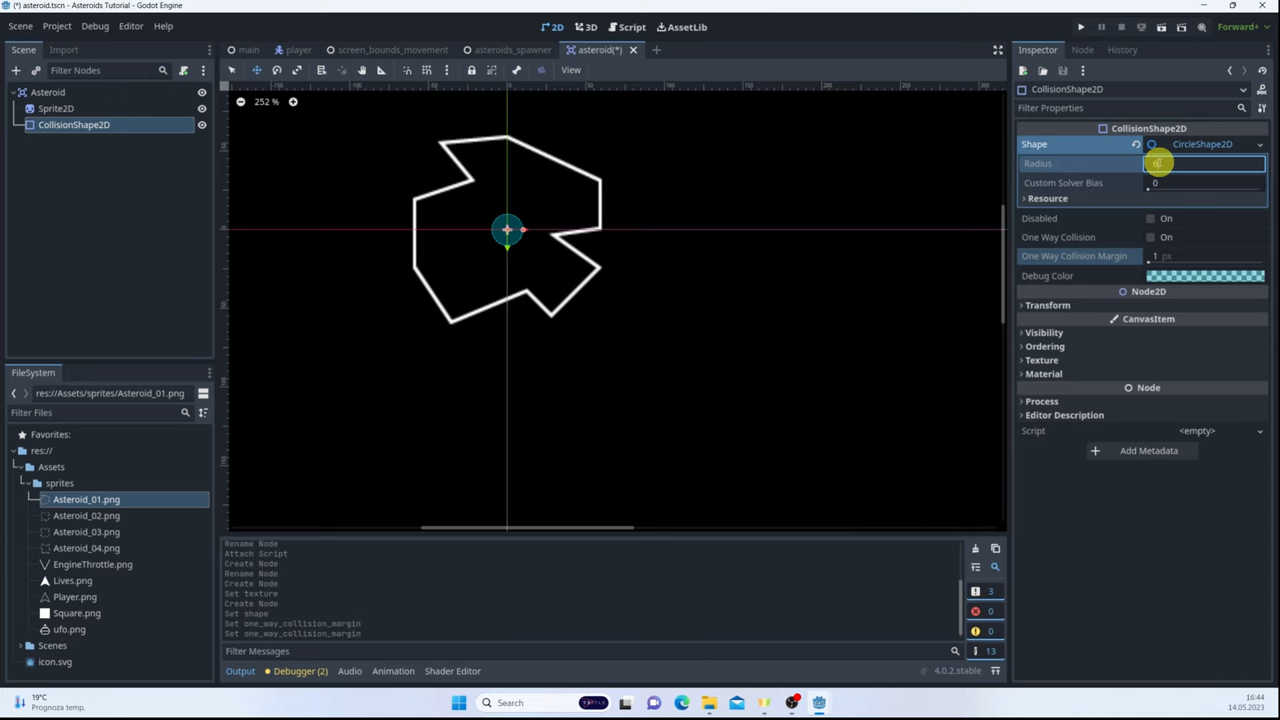 (*) asteroid.tscn - Asteroids Tutorial - Godot Engine
Scene Project Debug Editor Help
2D 3D Script AssetLib
Forward+
Scene Import
Filter Nodes
Asteroid
Sprite2D
CollisionShape2D
main player screen_bounds_movement asteroids_spawner asteroid(*)
View
252 %
Inspector Node History
CollisionShape2D
Filter Properties
CollisionShape2D
Shape CircleShape2D
Radius 6
Custom Solver Bias 0
Resource
Disabled On
One Way Collision On
One Way Collision Margin 1 px
Debug Color
Node2D
Transform
CanvasItem
Visibility
Ordering
Texture
Material
Node
Process
Editor Description
Script <empty>
Add Metadata
FileSystem
res://Assets/sprites/Asteroid_01.png
Filter Files
Favorites:
res://
Assets
sprites
Asteroid_01.png
Asteroid_02.png
Asteroid_03.png
Asteroid_04.png
EngineThrottle.png
Lives.png
Player.png
Square.png
ufo.png
Scenes
icon.svg
Rename Node
Attach Script
Create Node
Rename Node
Create Node
Set texture
Create Node
Set shape
Set one_way_collision_margin
Set one_way_collision_margin
3
0
0
13
Filter Messages
Output Debugger (2) Audio Animation Shader Editor
4.0.2.stable
19°C
Prognoza temp.
Search
16:44
14.05.2023